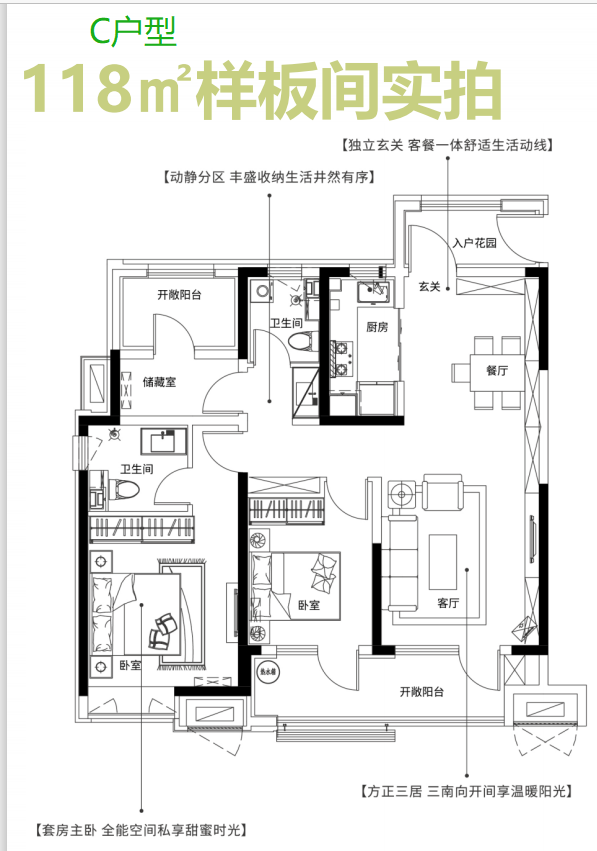 C户型
118㎡样板间实拍
【独立玄关 客餐一体舒适生活动线】
【动静分区 丰盛收纳生活井然有序】
入户花园
玄关
开敞阳台
卫生间
厨房
餐厅
储藏室
卫生间
卧室
客厅
卧室
热水器
开敞阳台
【方正三居 三南向开间享温暖阳光】
【套房主卧 全能空间私享甜蜜时光】